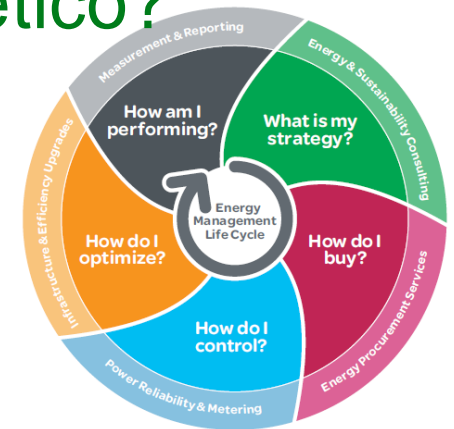 ético?
Measurement & Reporting
Energy & Sustainability Consulting
How am I
performing?
What is my
strategy?
Infrastructure & Efficiency Upgrades
Energy
Management
Life Cycle
How do I
optimize?
How do I
buy?
How do I
control?
Energy Procurement Services
Power Reliability & Metering